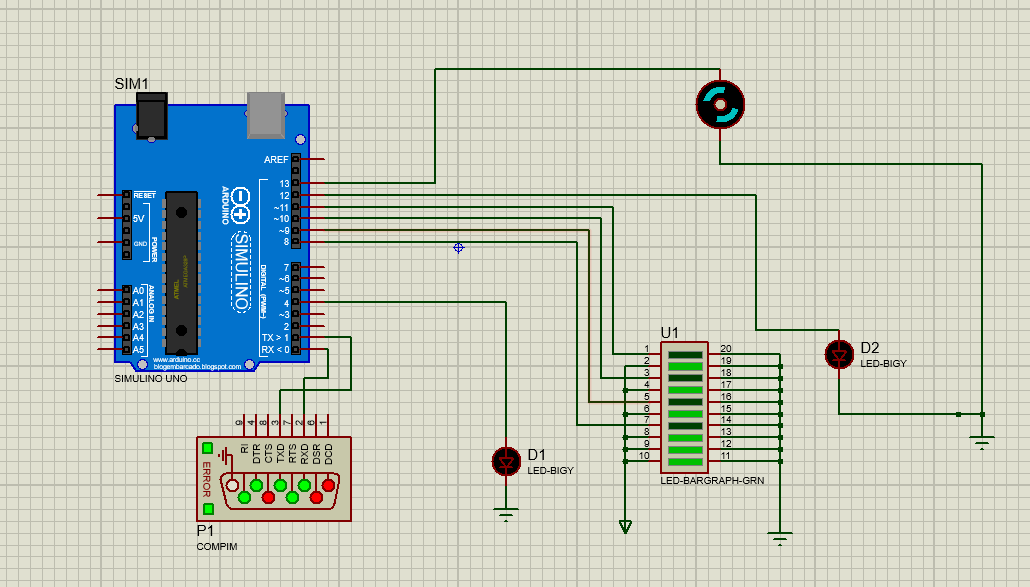 SIM1
AREF
13
12
~11
~10
~9
8
RESET
5V
GND
POWER
ARDUINO
SIMULINO
ANALOG IN
DIGITAL (PWM~)
7
~6
~5
4
~3
2
TX > 1
RX < 0
A0
A1
A2
A3
A4
A5
ATMEL
www.arduino.cc
blogembarcado.blogspot.com
SIMULINO UNO
U1
1
2
3
4
5
6
7
8
9
10
20
19
18
17
16
15
14
13
12
11
LED-BARGRAPH-GRN
D2
LED-BIGY
D1
LED-BIGY
9
4
8
3
7
2
6
1
RI
DTR
CTS
TXD
RTS
RXD
DSR
DCD
ERROR
P1
COMPIM